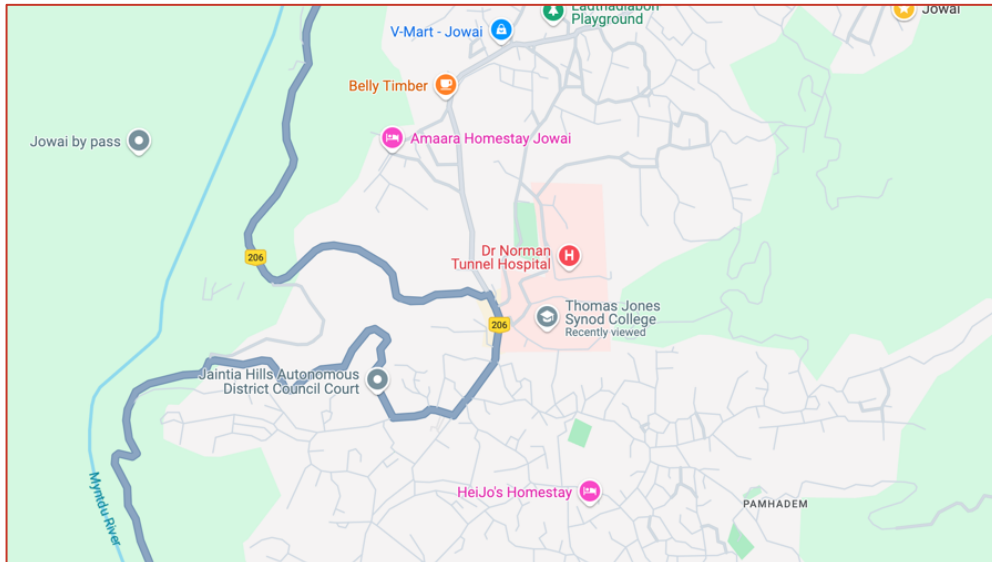 Ladthadlabon
Playground
Jowai
V-Mart - Jowai
Belly Timber
Jowai by pass
Amaara Homestay Jowai
206
Dr Norman
Tunnel Hospital
Thomas Jones
Synod College
Recently viewed
206
Jaintia Hills Autonomous
District Council Court
Myntdu River
HeiJo's Homestay
PAMHADEM